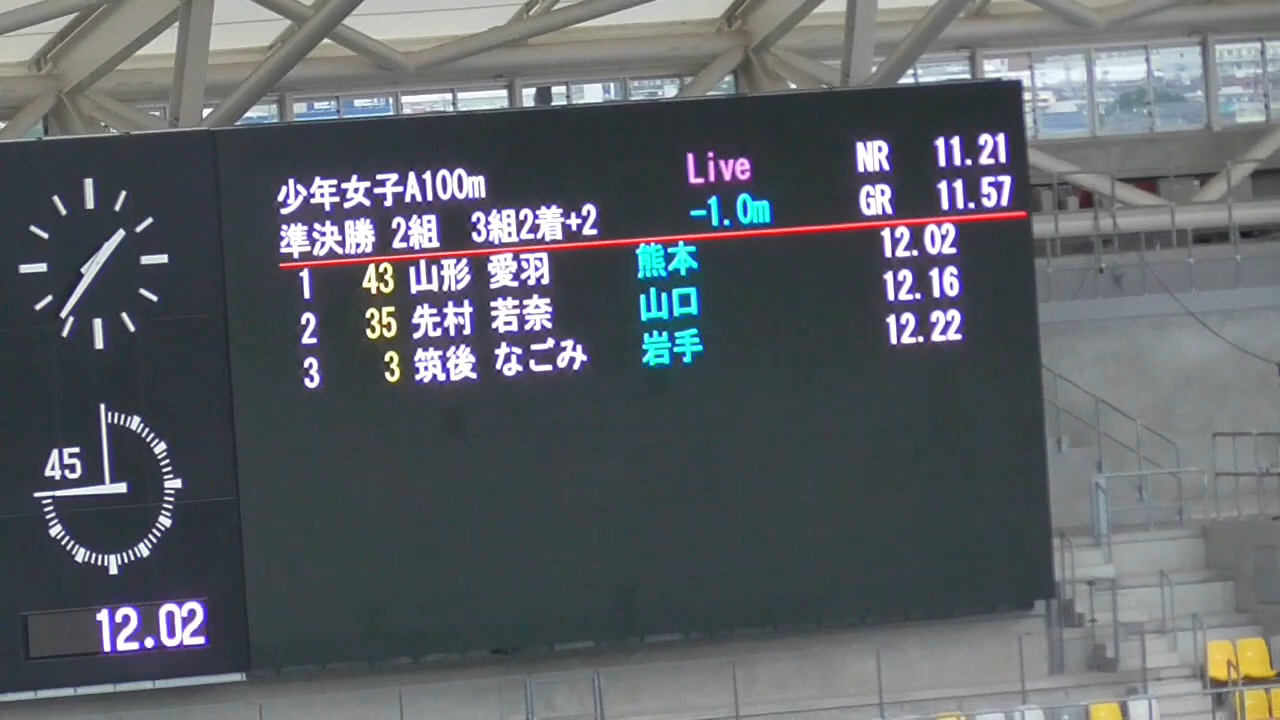 少年女子A100m Live NR 11.21
準決勝 2組 3組2着+2 -1.0m GR 11.57
1 43 山形 愛羽 熊本 12.02
2 35 先村 若奈 山口 12.16
3 3 筑後 なごみ 岩手 12.22
45
12.02